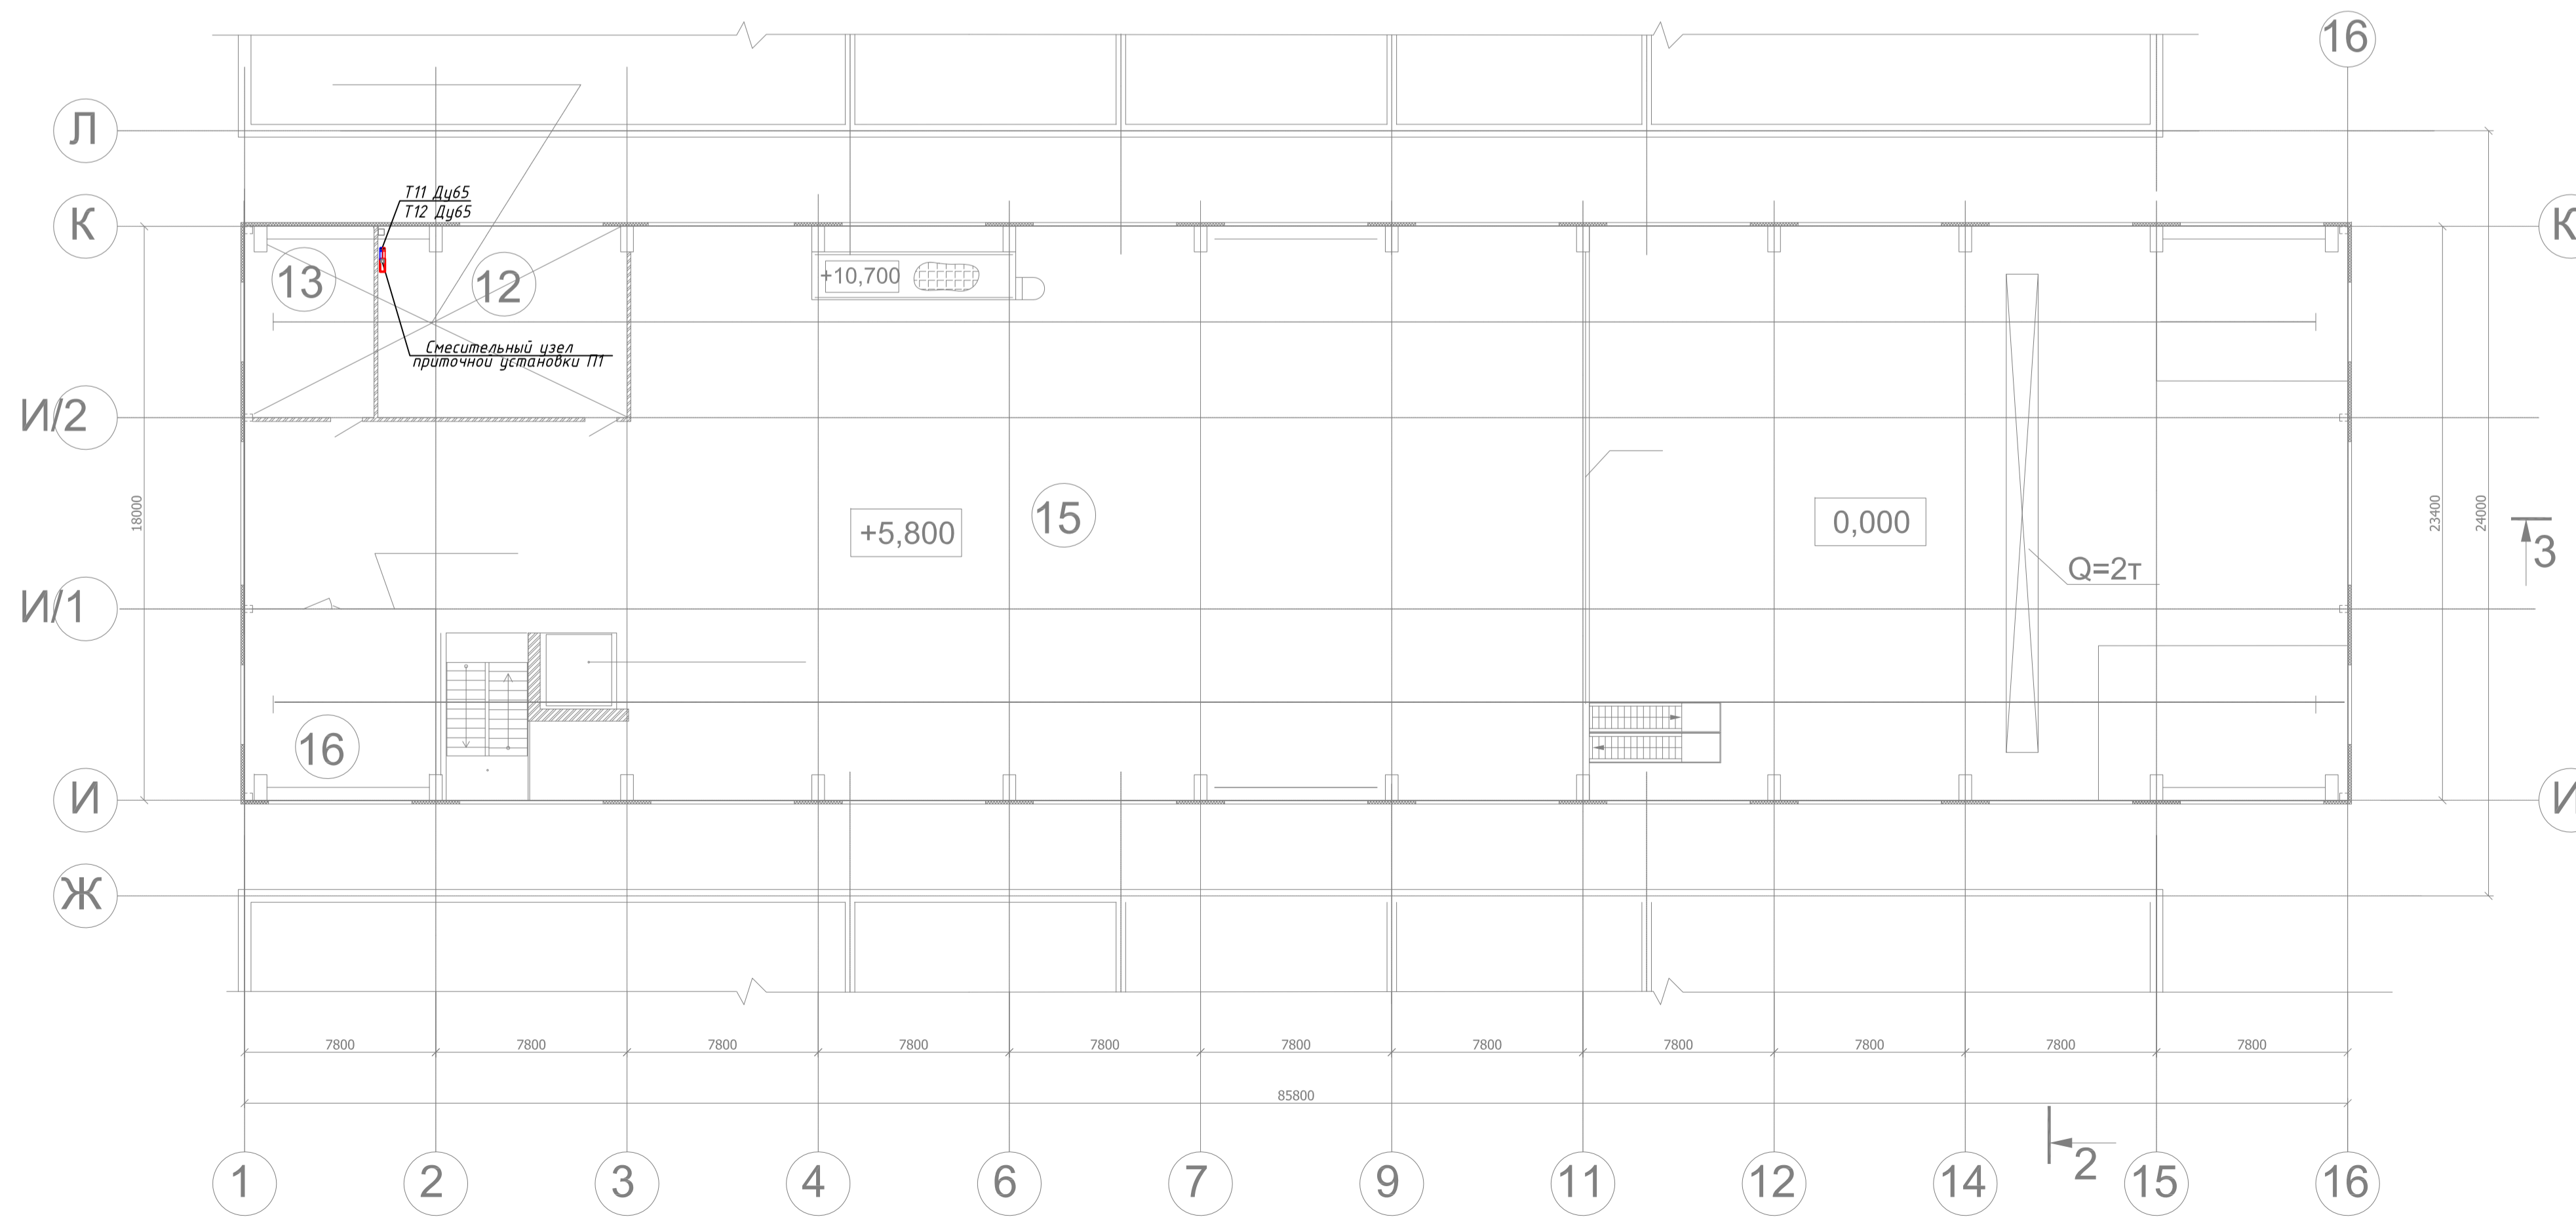 16
Л
Т11 Ду65
Т12 Ду65
К
К
13
12
+10,700
Смесительный узел
приточной установки П1
И/2
18000
+5,800
15
0,000
23400
24000
3
Q=2т
И/1
16
И
И
Ж
7800 7800 7800 7800 7800 7800 7800 7800 7800 7800 7800
85800
2
1 2 3 4 6 7 9 11 12 14 15 16